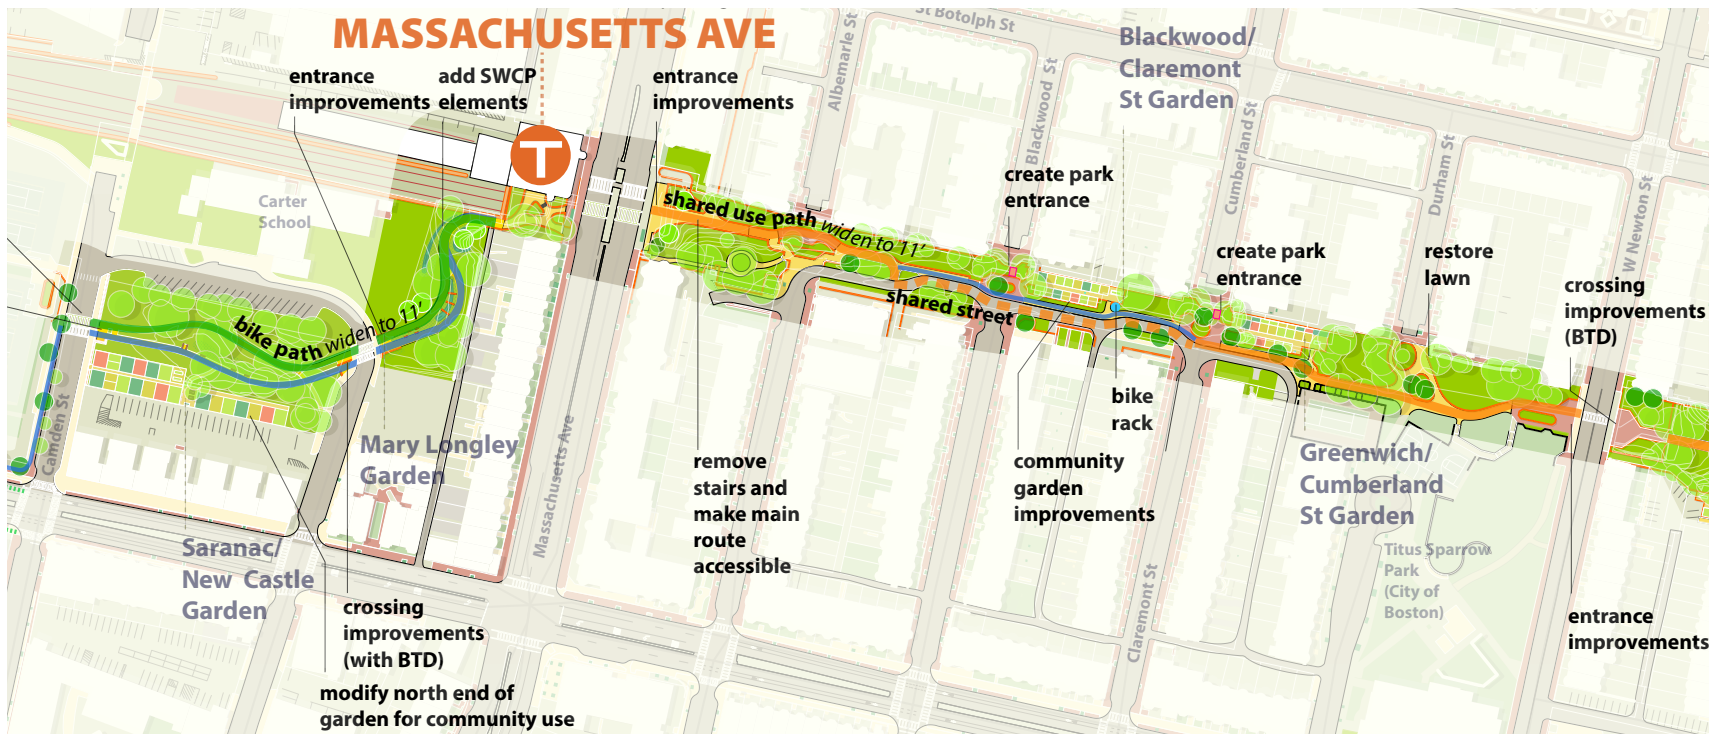 MASSACHUSETTS AVE
St Botolph St
entrance
improvements
add SWCP
elements
entrance
improvements
Albemarle St
Blackwood St
Blackwood/
Claremont
St Garden
Cumberland St
Durham St
W Newton St
T
Carter
School
create park
entrance
shared use path widen to 11'
create park
entrance
restore
lawn
crossing
improvements
(BTD)
shared street
bike path widen to 11'
bike
rack
Camden St
Mary Longley
Garden
Massachusetts Ave
remove
stairs and
make main
route
accessible
community
garden
improvements
Greenwich/
Cumberland
St Garden
Saranac/
New Castle
Garden
Titus Sparrow
Park
(City of
Boston)
Claremont St
crossing
improvements
(with BTD)
entrance
improvements
modify north end of
garden for community use